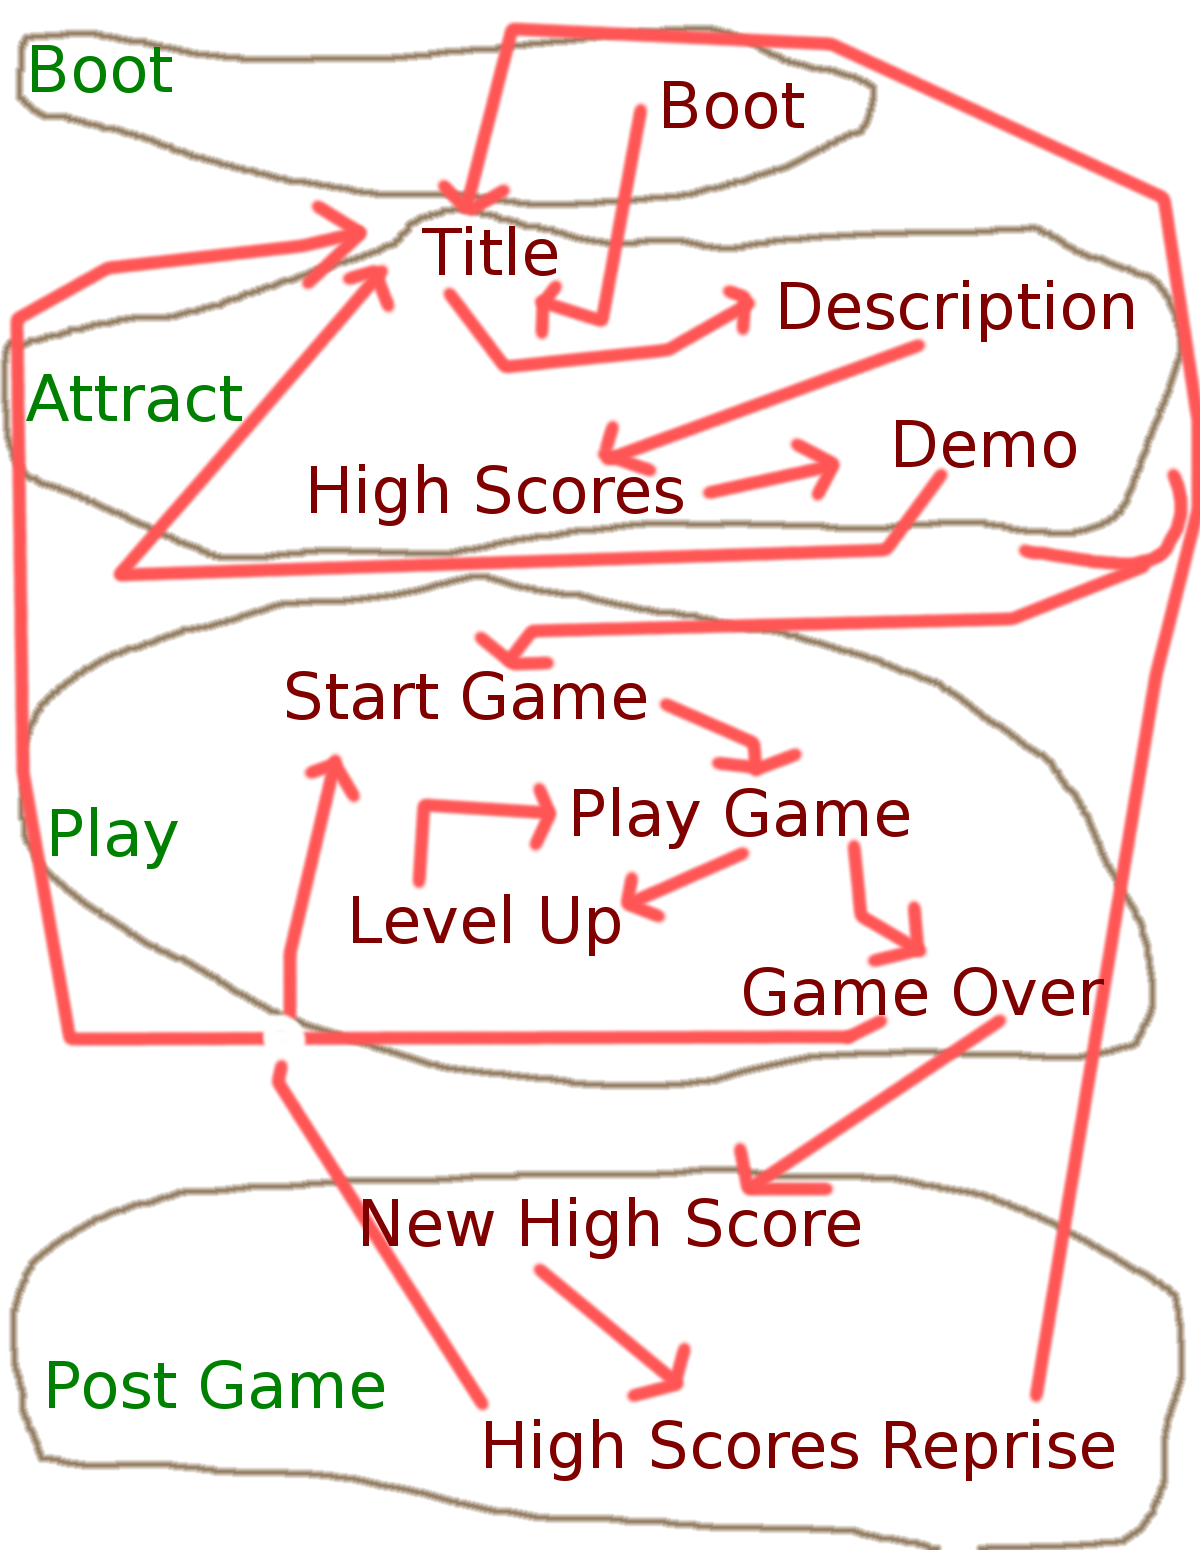 Boot
Boot
Title
Description
Attract
Demo
High Scores
Start Game
Play Game
Play
Level Up
Game Over
New High Score
Post Game
High Scores Reprise